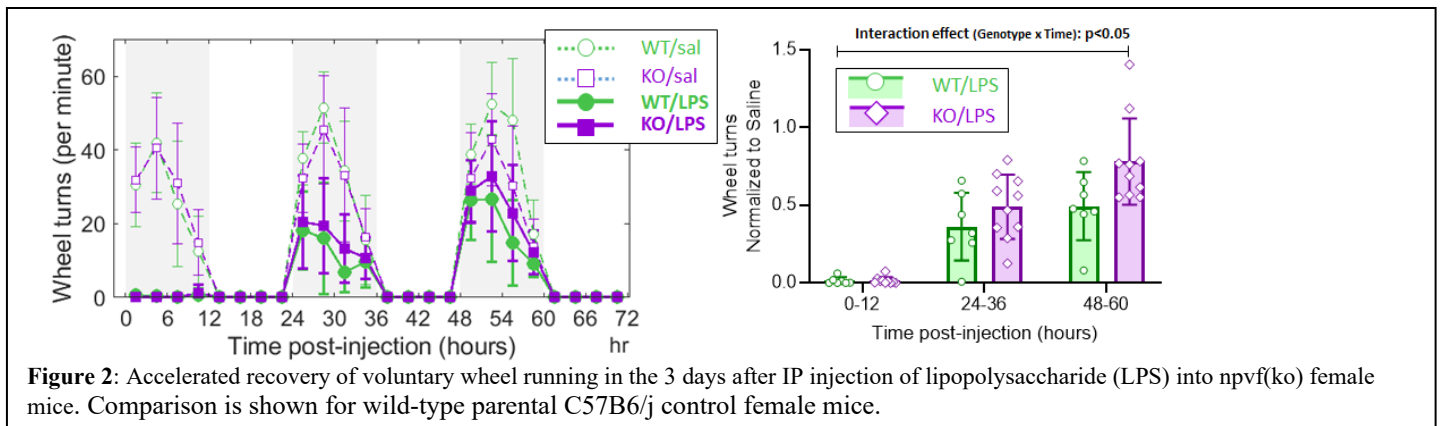 Wheel turns (per minute)
60
40
20
0
0 6 12 18 24 30 36 42 48 54 60 66 72
hr
Time post-injection (hours)
WT/sal
KO/sal
WT/LPS
KO/LPS
Interaction effect (Genotype x Time): p<0.05
Wheel turns
Normalized to Saline
1.5
1.0
0.5
0.0
WT/LPS
KO/LPS
0-12 24-36 48-60
Time post-injection (hours)
Figure 2: Accelerated recovery of voluntary wheel running in the 3 days after IP injection of lipopolysaccharide (LPS) into npvf(ko) female
mice. Comparison is shown for wild-type parental C57B6/j control female mice.